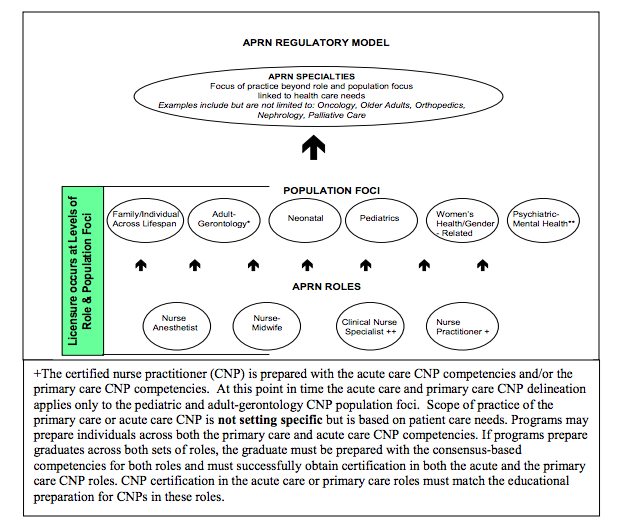 APRN REGULATORY MODEL
APRN SPECIALTIES
Focus of practice beyond role and population focus
linked to health care needs
Examples include but are not limited to: Oncology, Older Adults, Orthopedics,
Nephrology, Palliative Care
Licensure occurs at Levels of
Role & Population Foci
POPULATION FOCI
Family/Individual
Across Lifespan
Adult-
Gerontology*
Neonatal
Pediatrics
Women's
Health/Gender
- Related
Psychiatric-
Mental Health**
APRN ROLES
Nurse
Anesthetist
Nurse-
Midwife
Clinical Nurse
Specialist ++
Nurse
Practitioner +
+The certified nurse practitioner (CNP) is prepared with the acute care CNP competencies and/or the
primary care CNP competencies. At this point in time the acute care and primary care CNP delineation
applies only to the pediatric and adult-gerontology CNP population foci. Scope of practice of the
primary care or acute care CNP is not setting specific but is based on patient care needs. Programs may
prepare individuals across both the primary care and acute care CNP competencies. If programs prepare
graduates across both sets of roles, the graduate must be prepared with the consensus-based
competencies for both roles and must successfully obtain certification in both the acute and the primary
care CNP roles. CNP certification in the acute care or primary care roles must match the educational
preparation for CNPs in these roles.